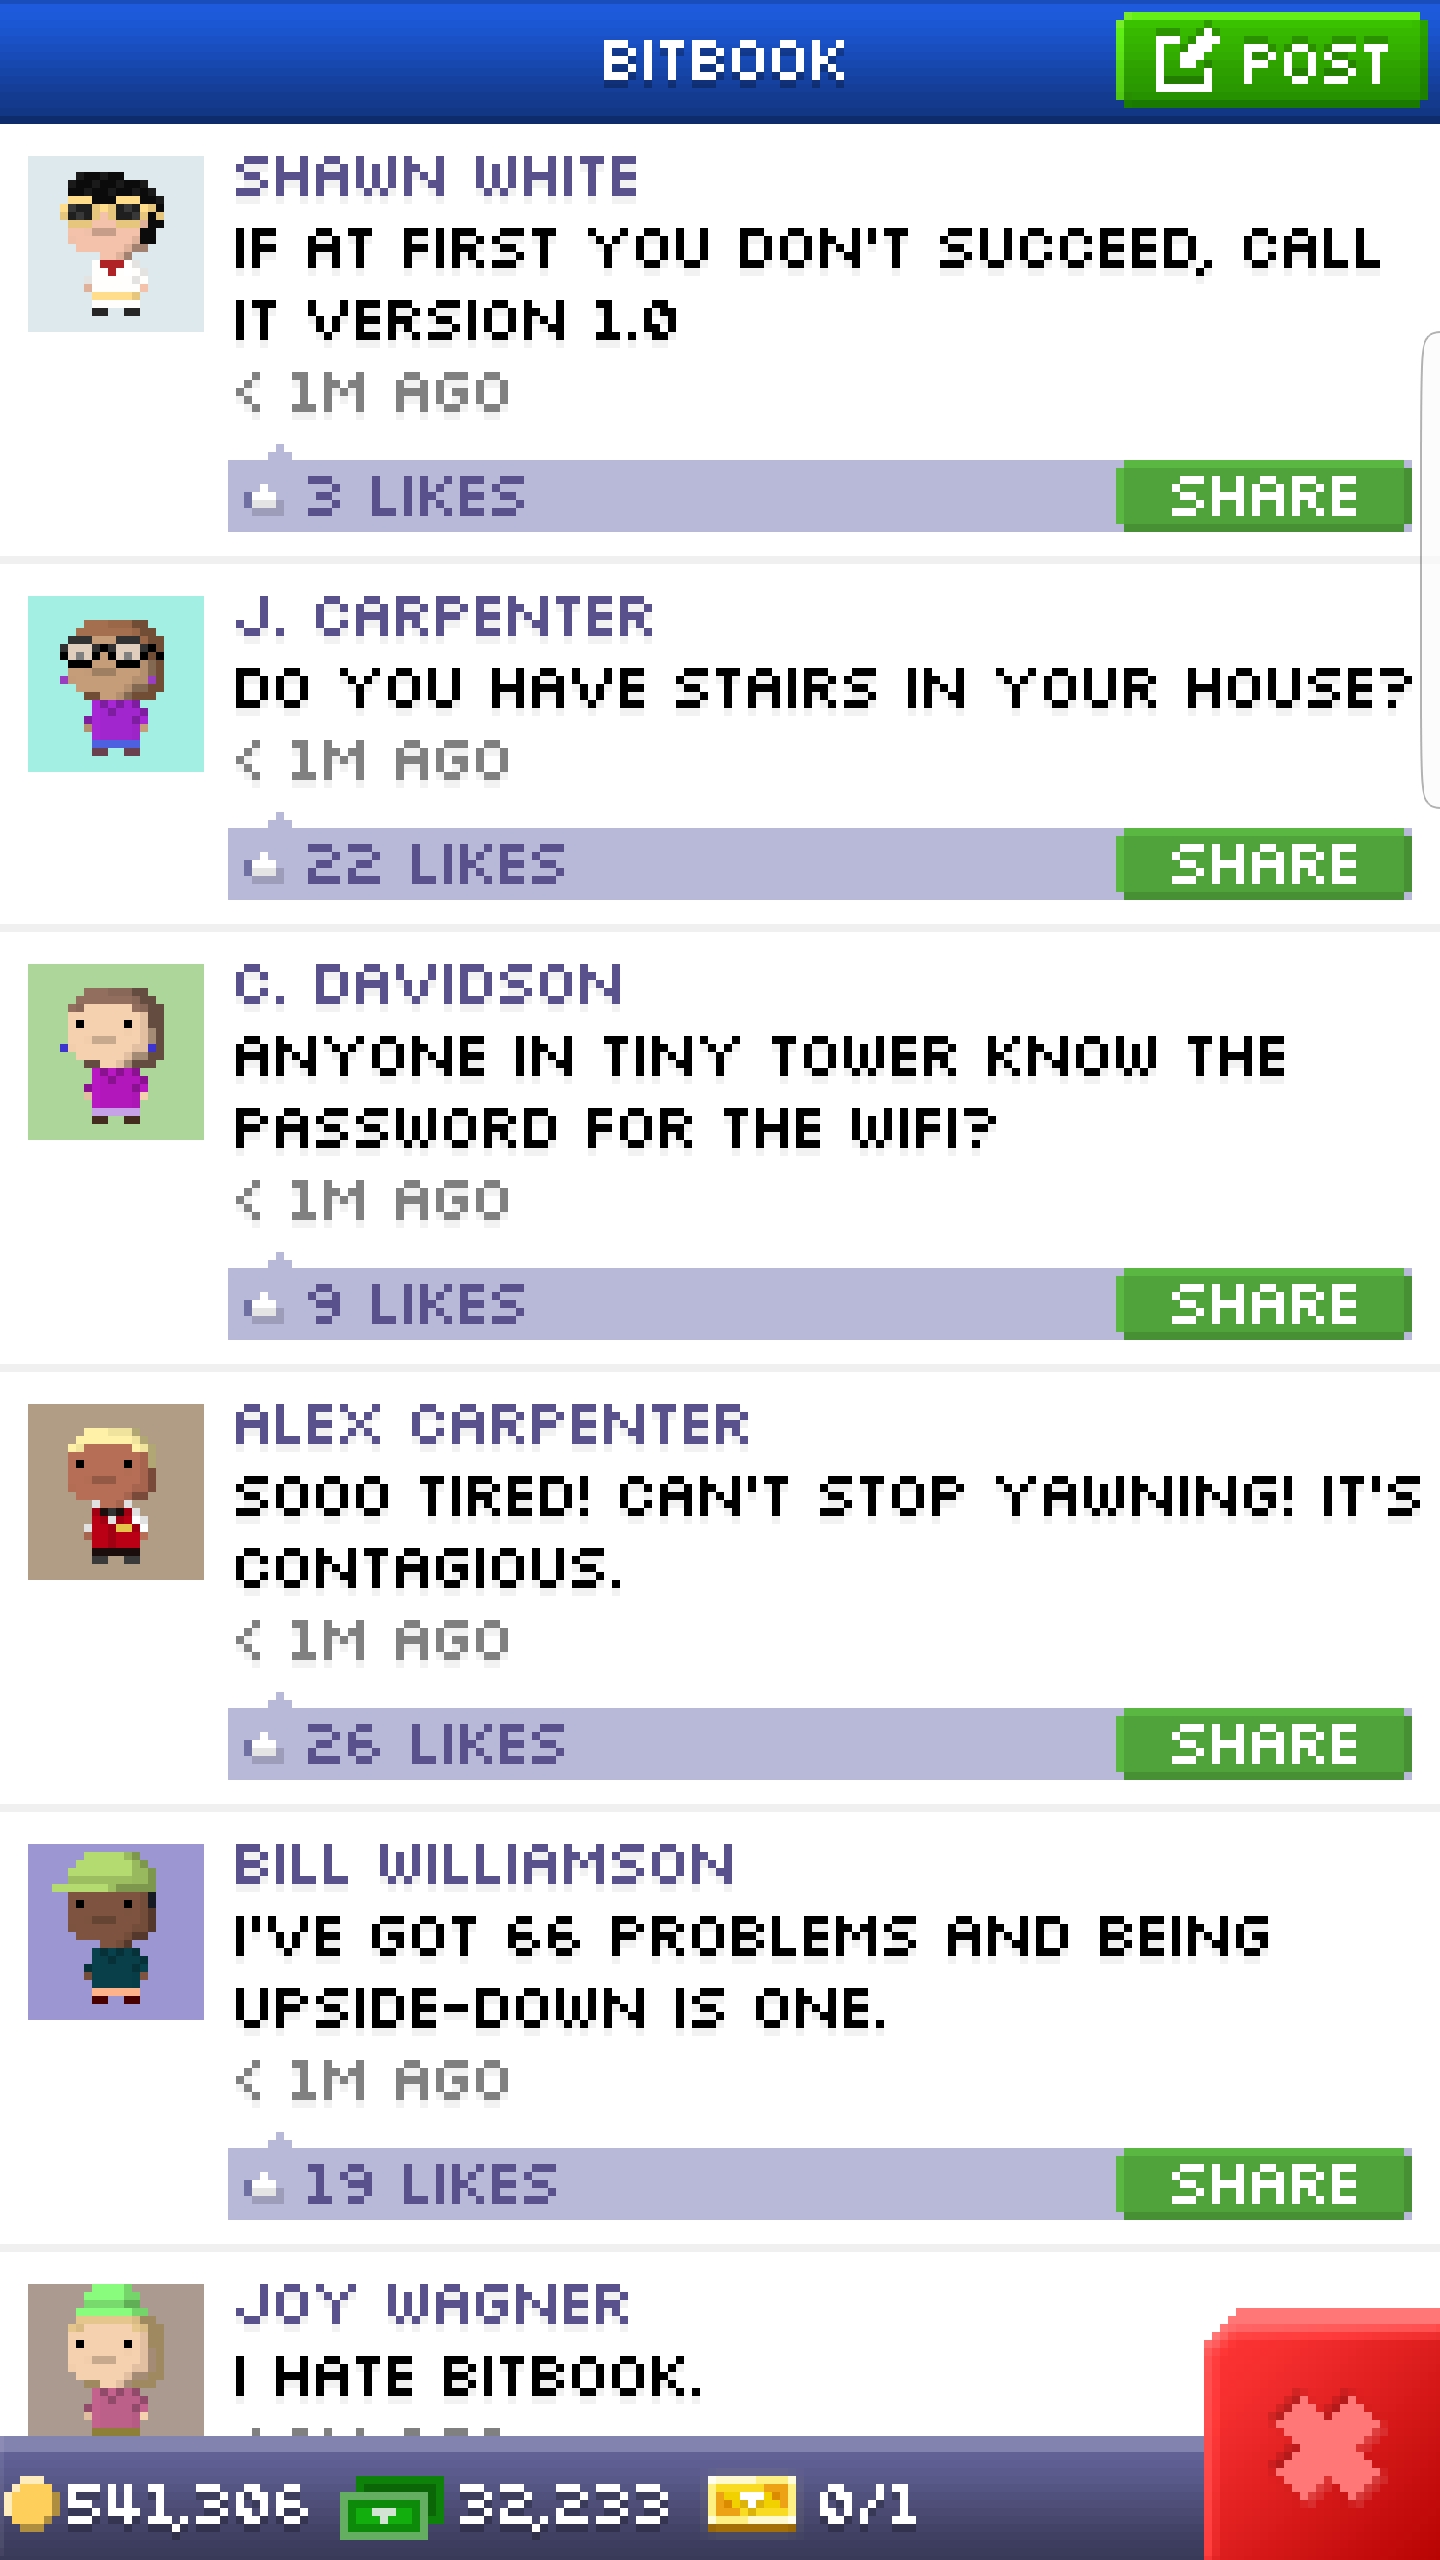 BITBOOK
POST
SHAWN WHITE
IF AT FIRST YOU DON'T SUCCEED, CALL
IT VERSION 1.0
< 1M AGO
3 LIKES
SHARE
J. CARPENTER
DO YOU HAVE STAIRS IN YOUR HOUSE?
< 1M AGO
22 LIKES
SHARE
C. DAVIDSON
ANYONE IN TINY TOWER KNOW THE
PASSWORD FOR THE WIFI?
< 1M AGO
9 LIKES
SHARE
ALEX CARPENTER
SOOO TIRED! CAN'T STOP YAWNING! IT'S
CONTAGIOUS.
< 1M AGO
26 LIKES
SHARE
BILL WILLIAMSON
I'VE GOT 66 PROBLEMS AND BEING
UPSIDE-DOWN IS ONE.
< 1M AGO
19 LIKES
SHARE
JOY WAGNER
I HATE BITBOOK.
541,306
32,233
0/1